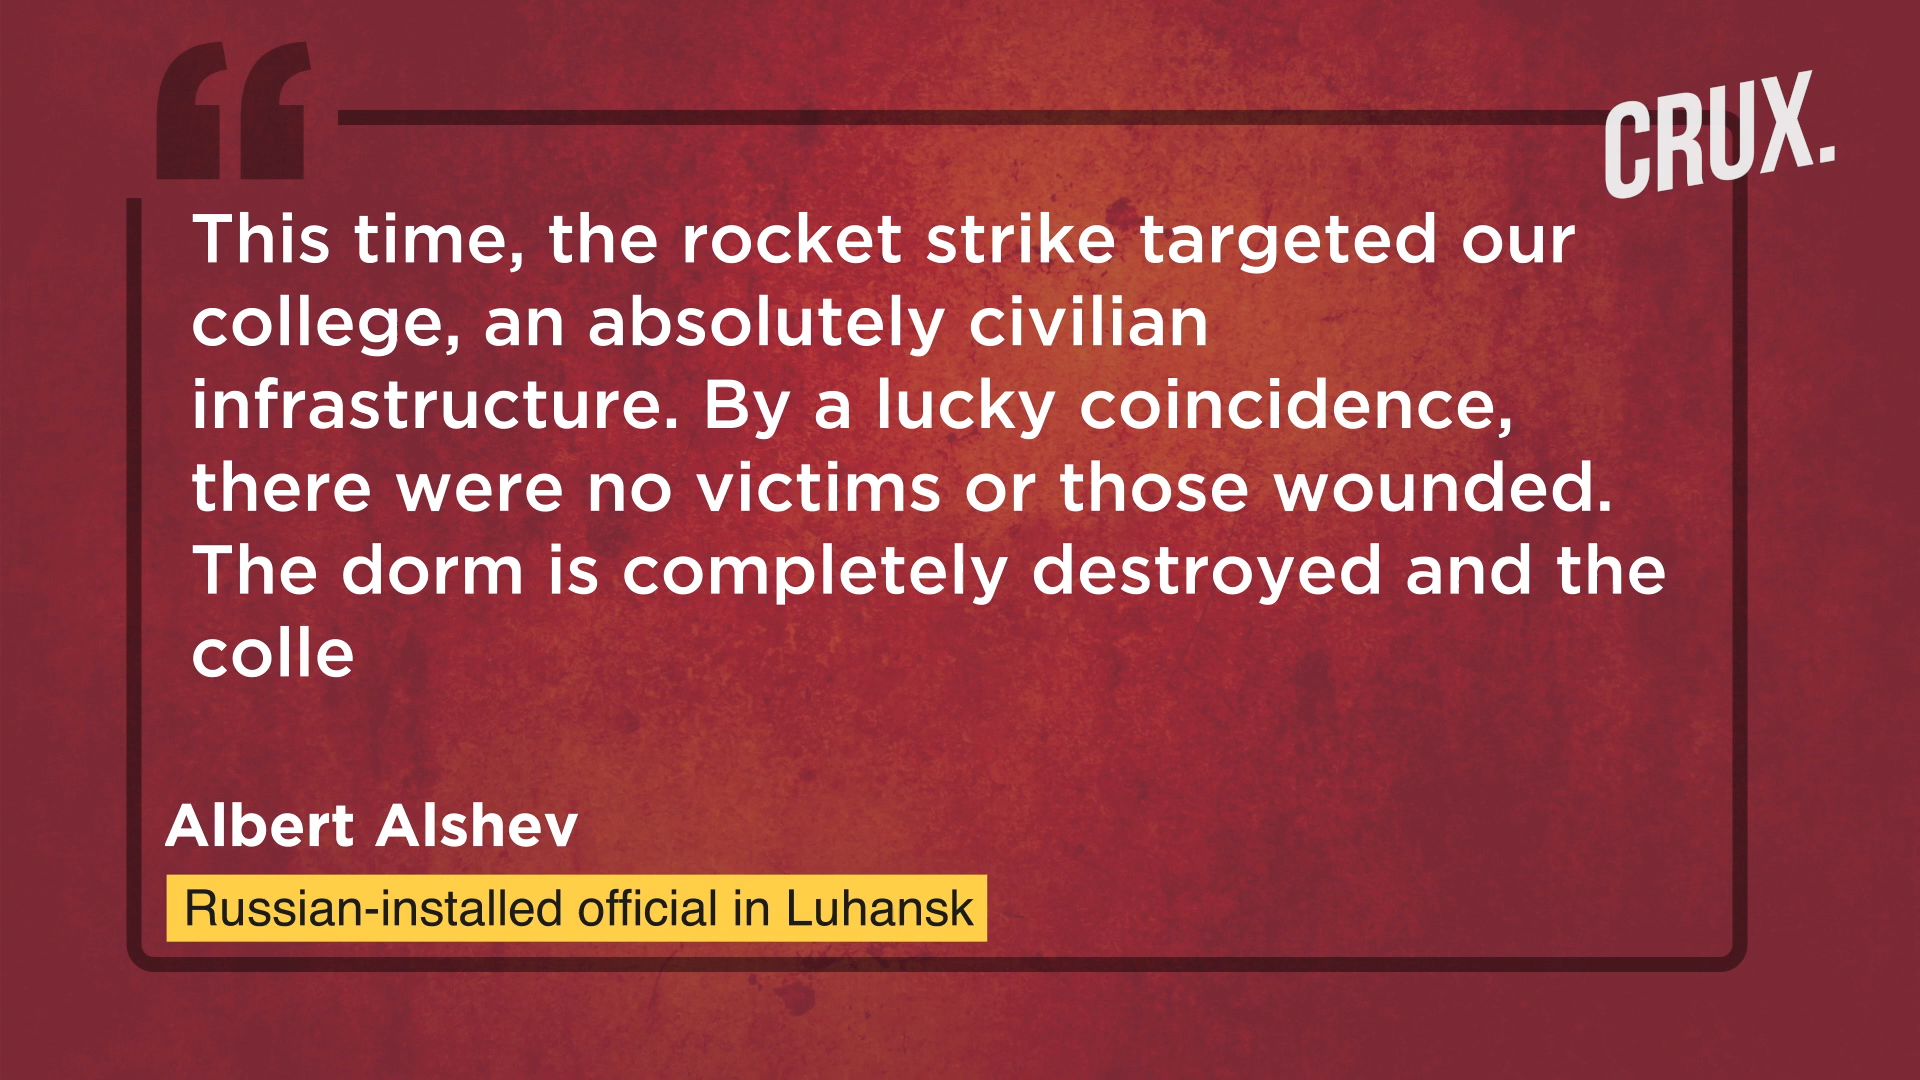 CRUX.
This time, the rocket strike targeted our
college, an absolutely civilian
infrastructure. By a lucky coincidence,
there were no victims or those wounded.
The dorm is completely destroyed and the
colle
Albert Alshev
Russian-installed official in Luhansk